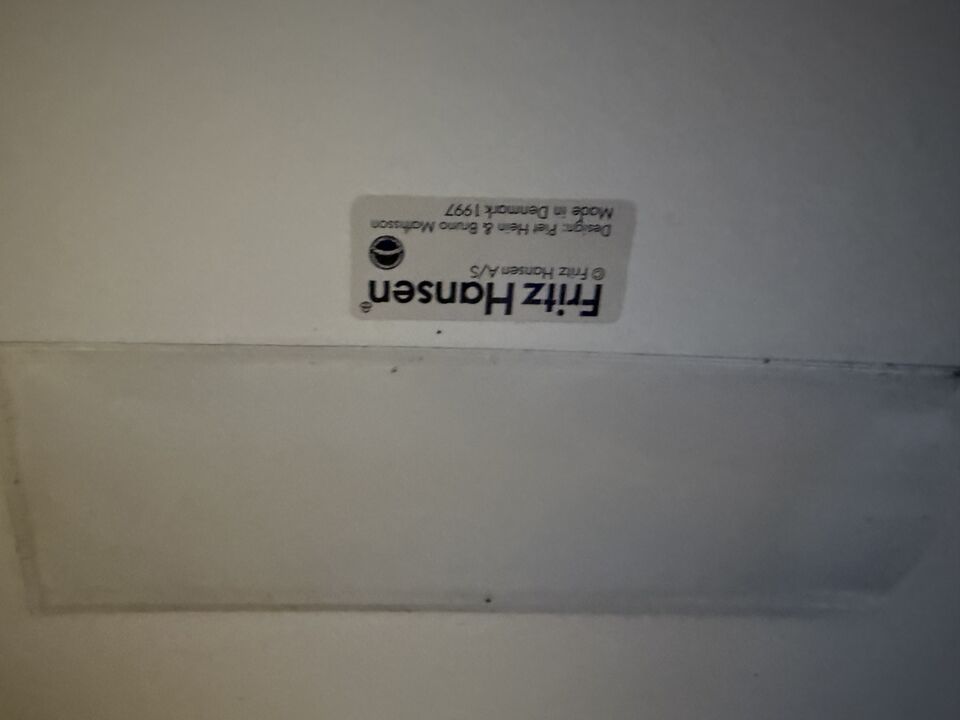 Fritz Hansen®
© Fritz Hansen A/S
Design: Piet Hein & Bruno Mathsson
Made in Denmark 1997